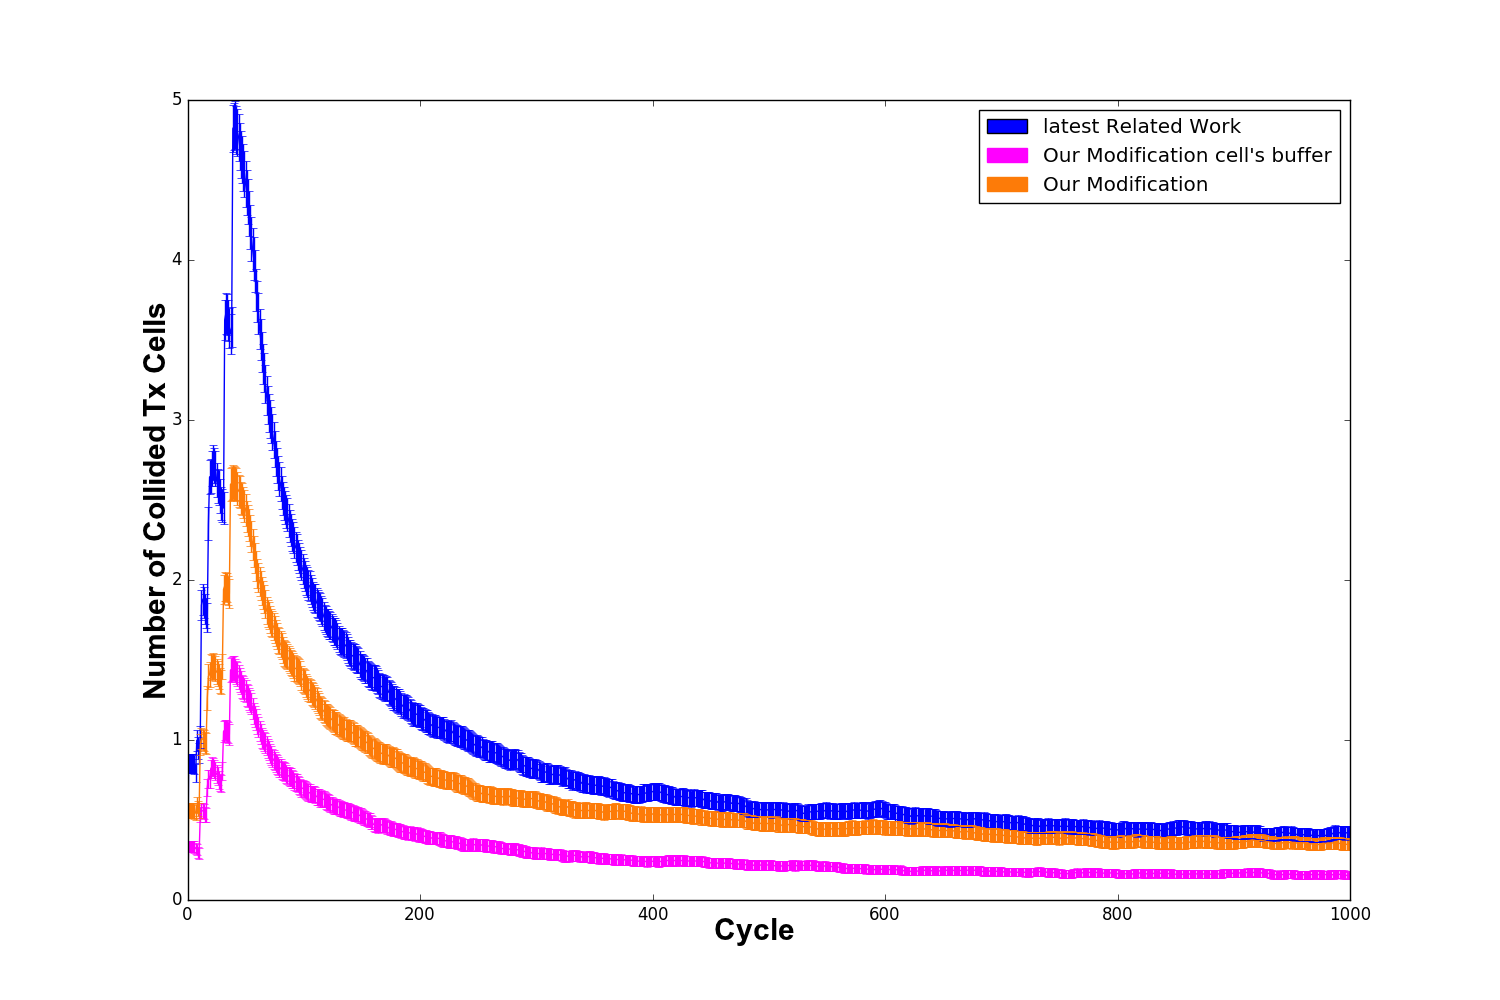 5
4
3
2
1
0
Number of Collided Tx Cells
latest Related Work
Our Modification cell's buffer
Our Modification
0 200 400 600 800 1000
Cycle